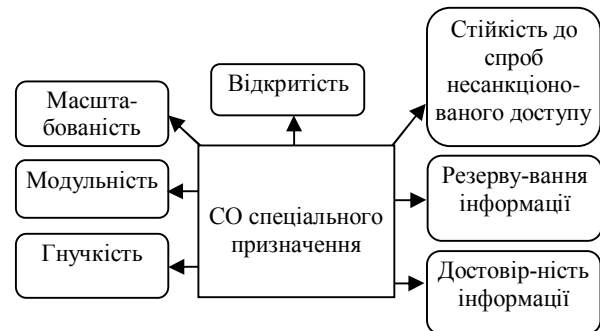 Масшта-
бованість
Модульність
Гнучкість
Відкритість
СО спеціального
призначення
Стійкість до
спроб
несанкціоно-
ваного доступу
Резерву-вання
інформації
Достовір-ність
інформації